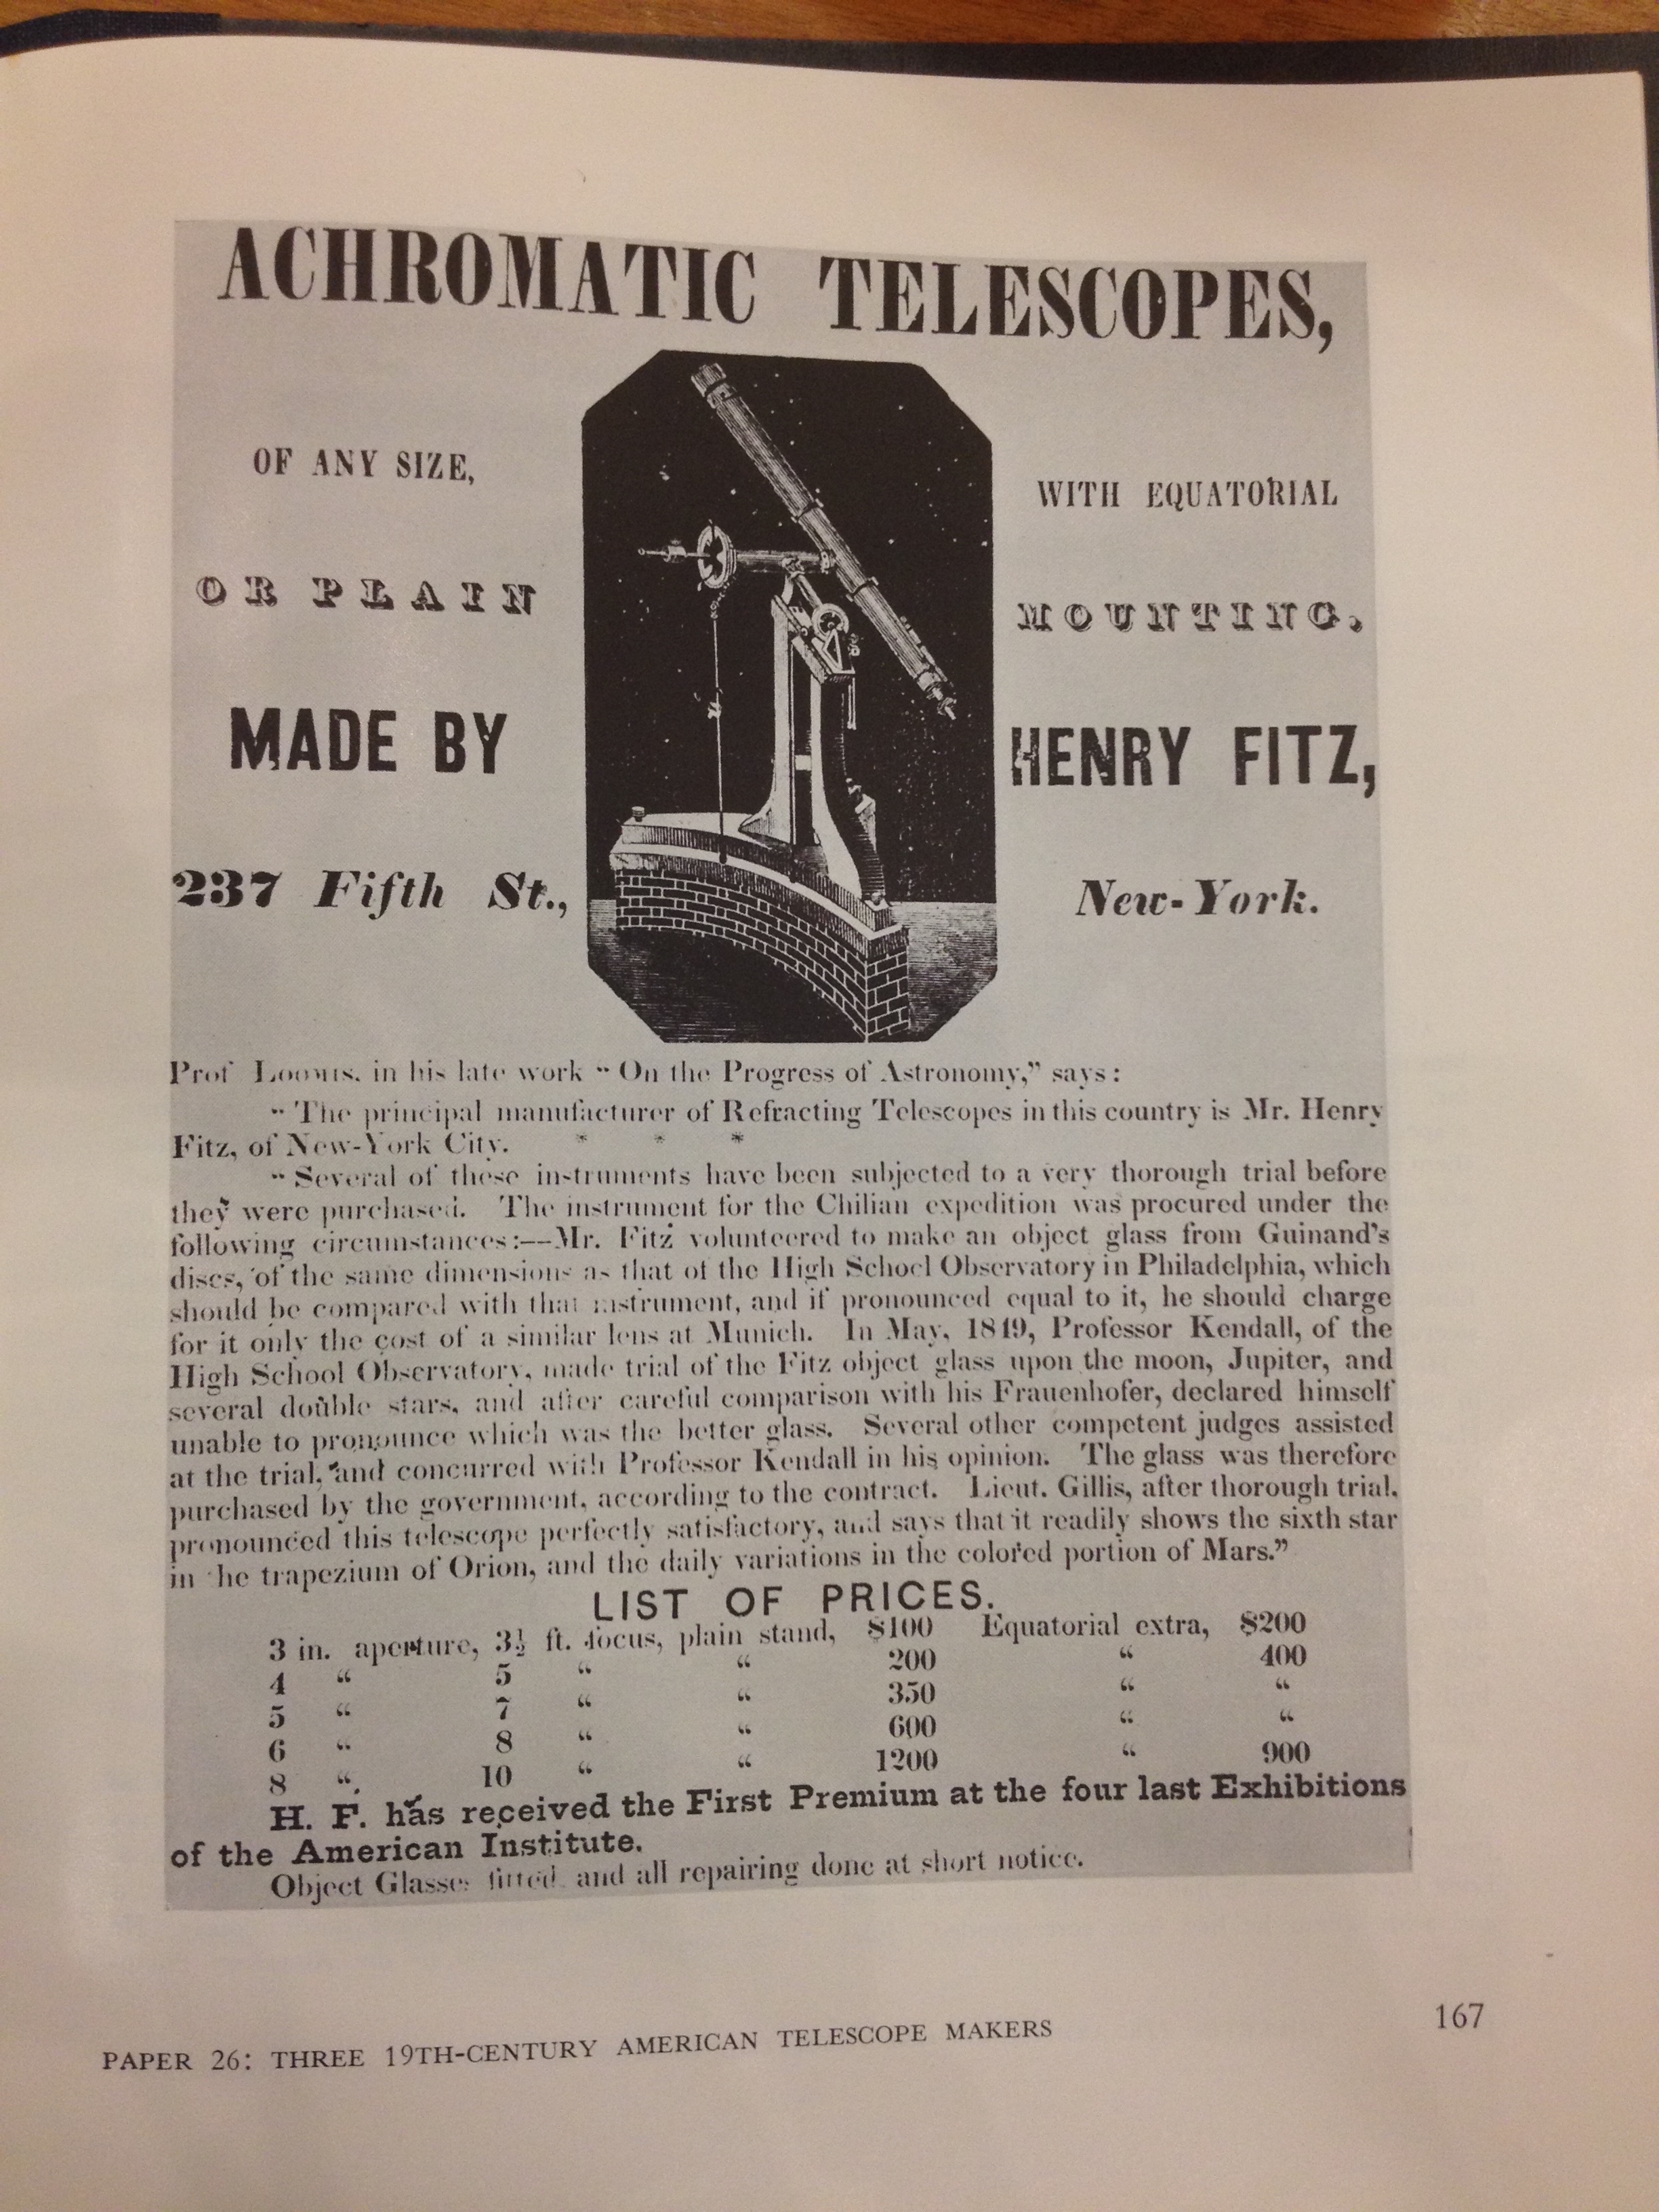 ACHROMATIC TELESCOPES,
OF ANY SIZE,
WITH EQUATORIAL
OR PLAIN
MOUNTING.
MADE BY
HENRY FITZ,
237 Fifth St.,
New-York.
Prof Loomis, in his late work “On the Progress of Astronomy,” says:
“The principal manufacturer of Refracting Telescopes in this country is Mr. Henry
Fitz, of New-York City. * * *
“Several of these instruments have been subjected to a very thorough trial before
they were purchased. The instrument for the Chilian expedition was procured under the
following circumstances:—Mr. Fitz volunteered to make an object glass from Guinand’s
discs, of the same dimensions as that of the High School Observatory in Philadelphia, which
should be compared with that instrument, and if pronounced equal to it, he should charge
for it only the cost of a similar lens at Munich. In May, 1849, Professor Kendall, of the
High School Observatory, made trial of the Fitz object glass upon the moon, Jupiter, and
several double stars, and after careful comparison with his Frauenhofer, declared himself
unable to pronounce which was the better glass. Several other competent judges assisted
at the trial, and concurred with Professor Kendall in his opinion. The glass was therefore
purchased by the government, according to the contract. Lieut. Gillis, after thorough trial,
pronounced this telescope perfectly satisfactory, and says that it readily shows the sixth star
in the trapezium of Orion, and the daily variations in the colored portion of Mars.”
LIST OF PRICES.
3 in. aperture, 3½ ft. focus, plain stand, $100 Equatorial extra, $200
4 “ 5 “ “ 200 “ 400
5 “ 7 “ “ 350 “ “
6 “ 8 “ “ 600 “ “
8 “ 10 “ “ 1200 “ 900
H. F. has received the First Premium at the four last Exhibitions
of the American Institute.
Object Glasses fitted and all repairing done at short notice.
PAPER 26: THREE 19TH-CENTURY AMERICAN TELESCOPE MAKERS
167